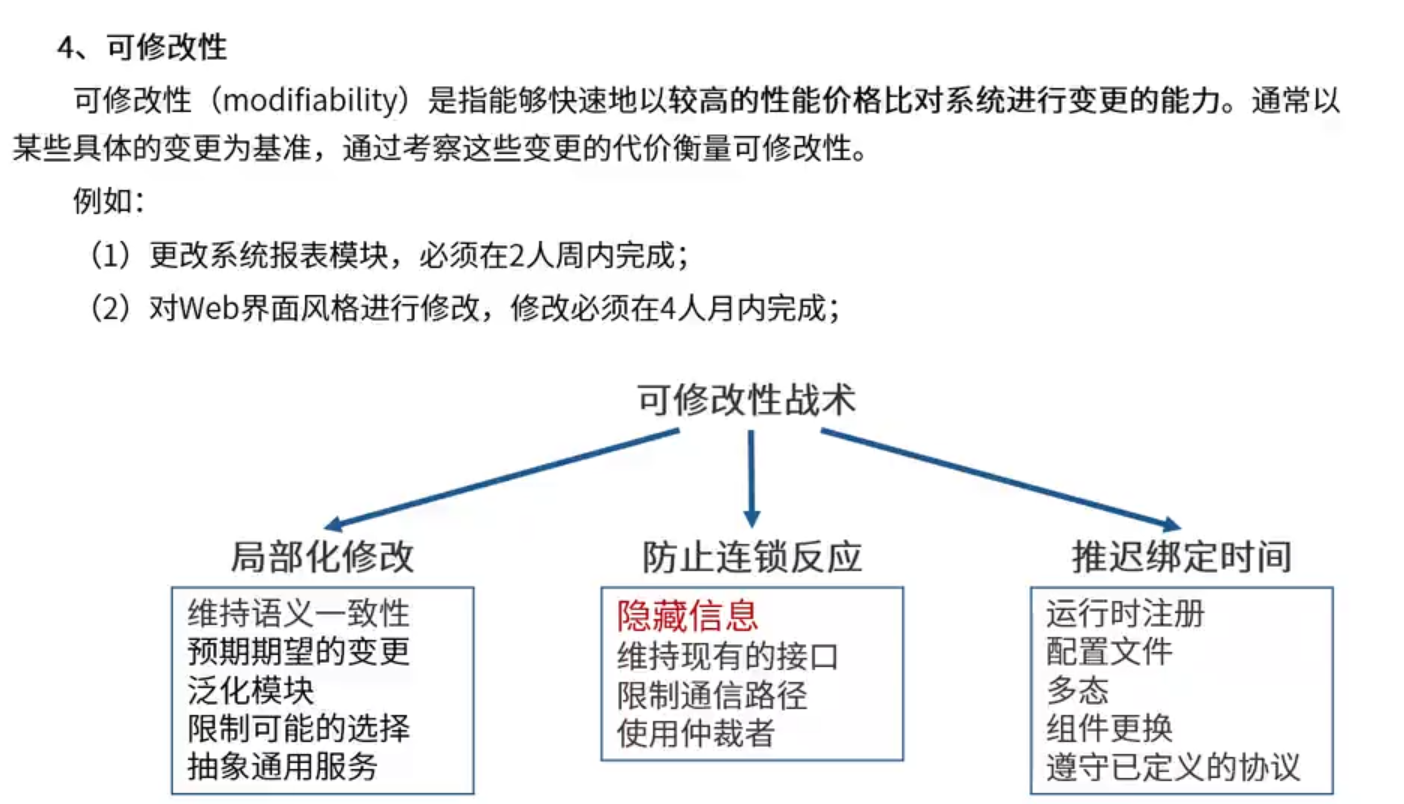 4、可修改性
可修改性（modifiability）是指能够快速地以较高的性能价格比对系统进行变更的能力。通常以
某些具体的变更为基准，通过考察这些变更的代价衡量可修改性。
例如：
（1）更改系统报表模块，必须在2人周内完成；
（2）对Web界面风格进行修改，修改必须在4人月内完成；
可修改性战术
局部化修改
维持语义一致性
预期期望的变更
泛化模块
限制可能的选择
抽象通用服务
防止连锁反应
隐藏信息
维持现有的接口
限制通信路径
使用仲裁者
推迟绑定时间
运行时注册
配置文件
多态
组件更换
遵守已定义的协议